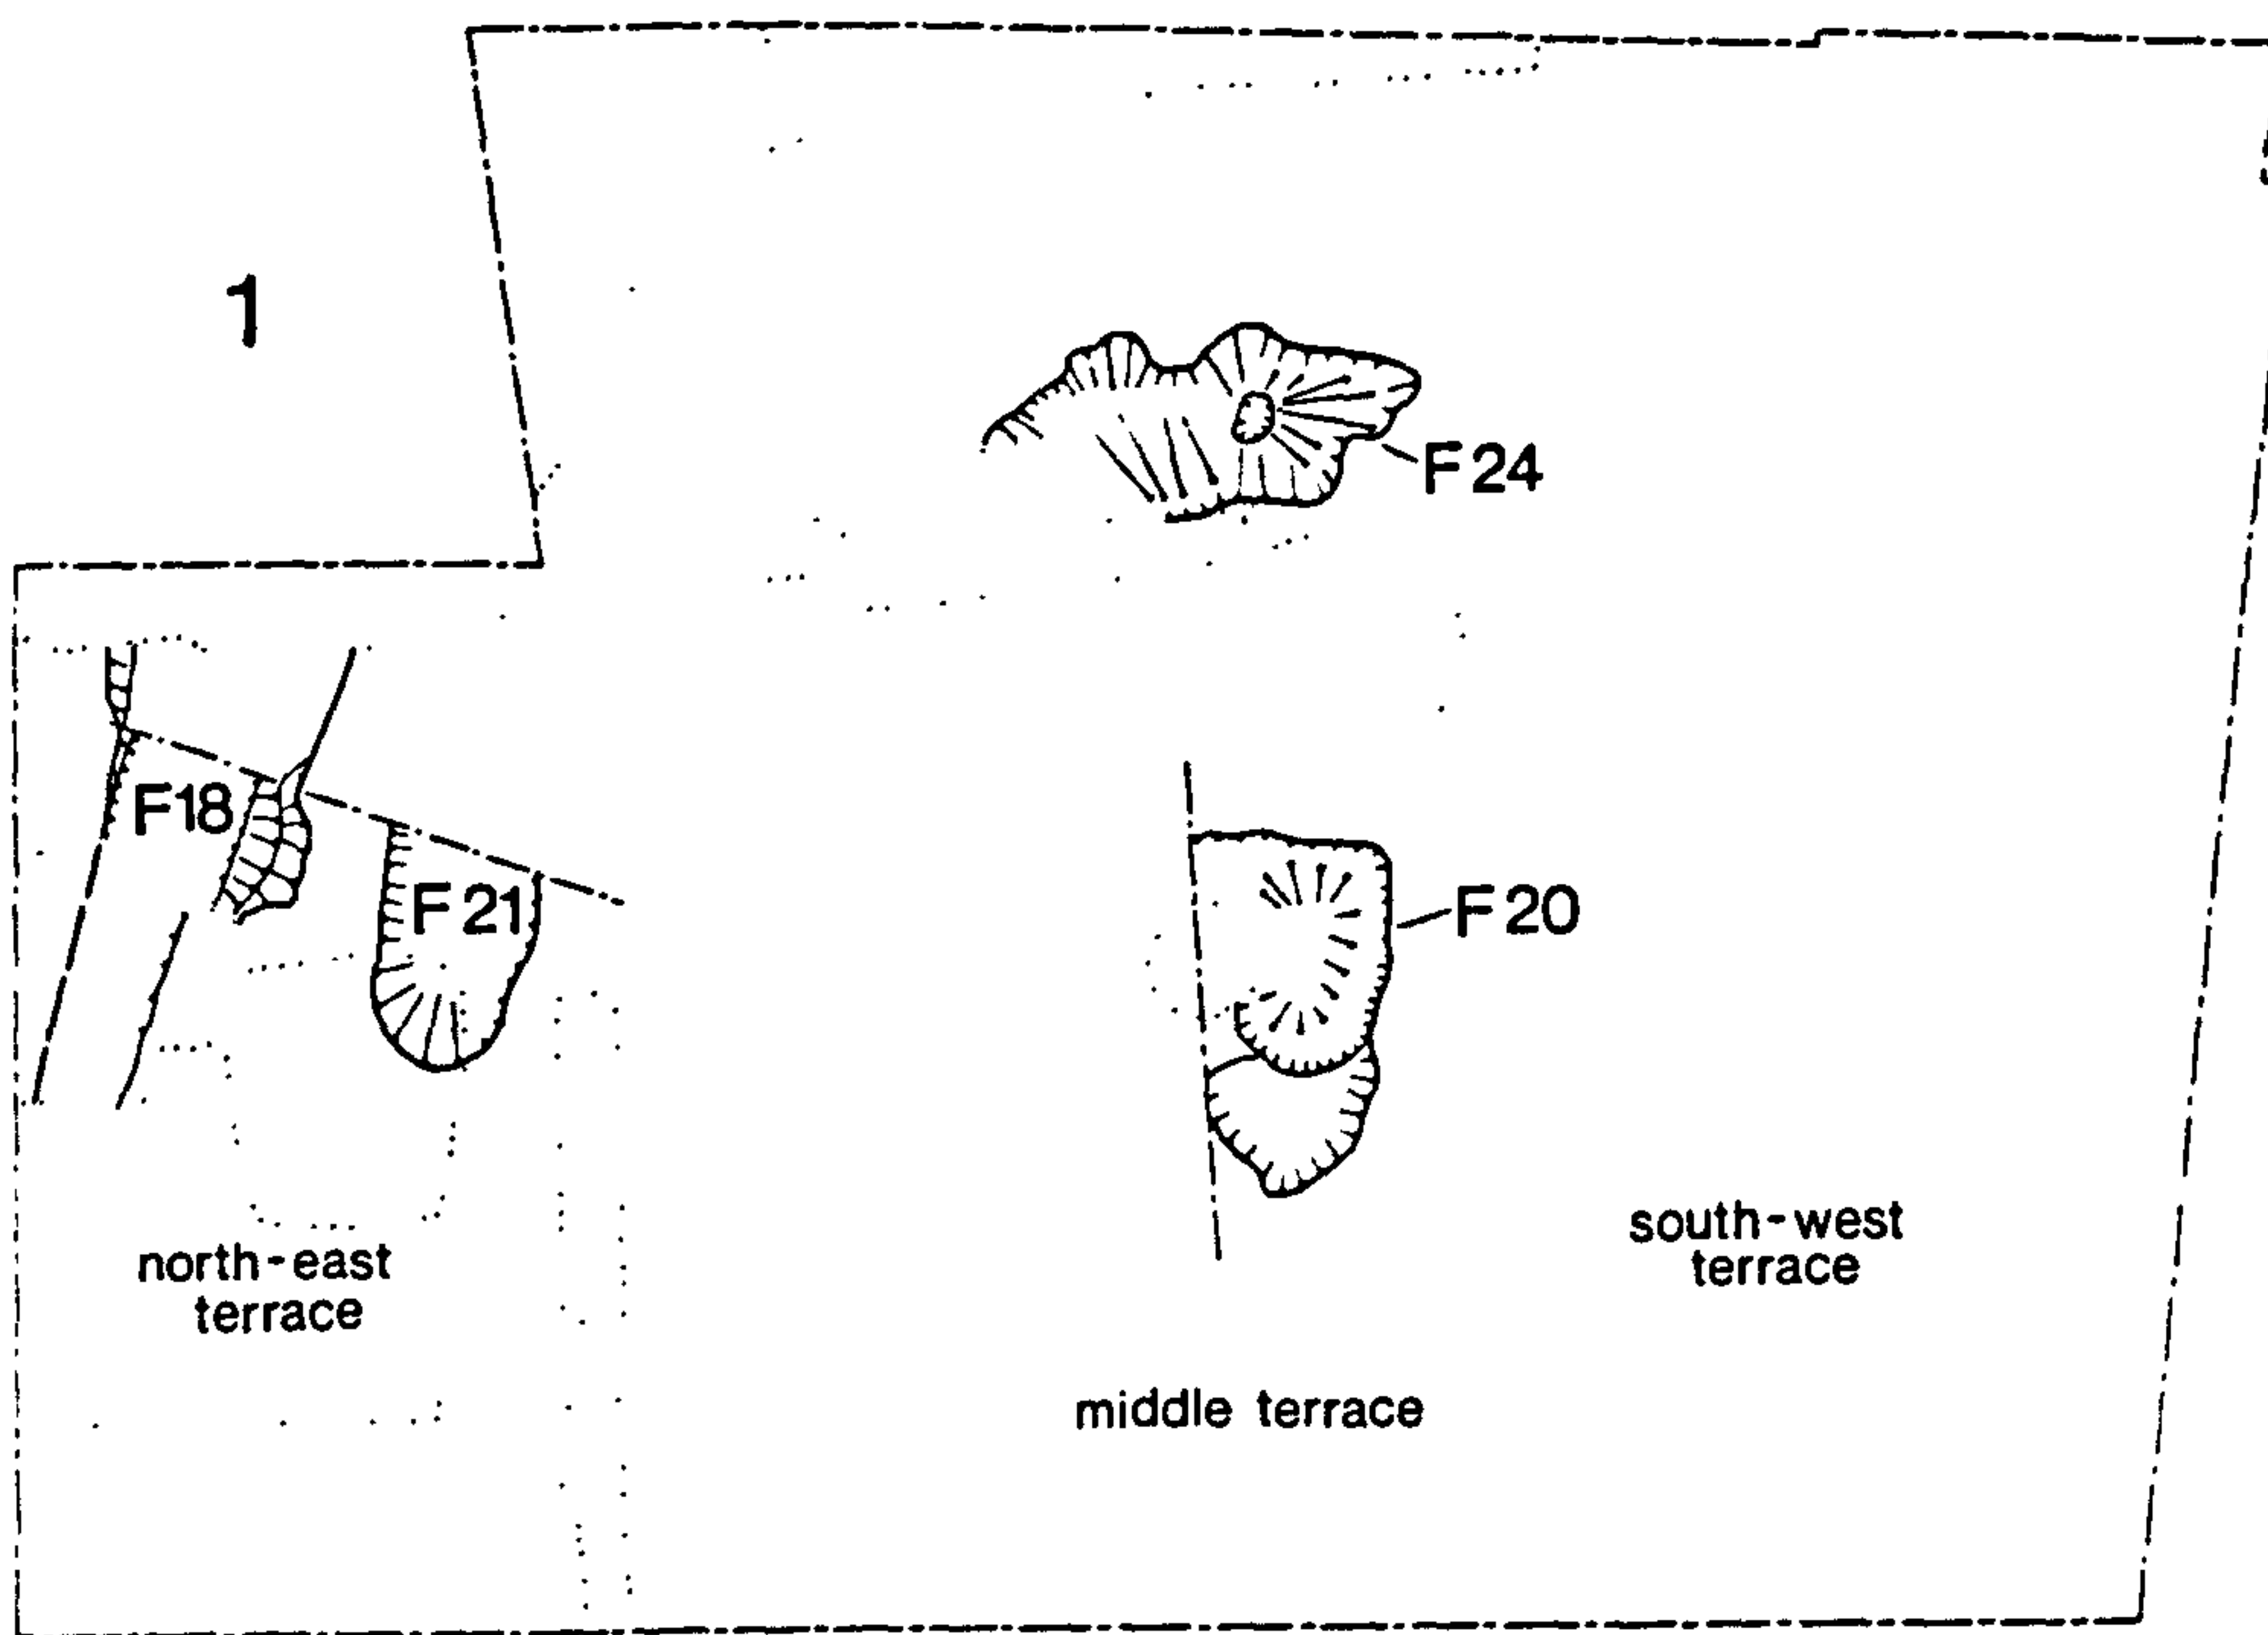 1
F24
F18
F21
F20
south-west
terrace
north-east
terrace
middle terrace